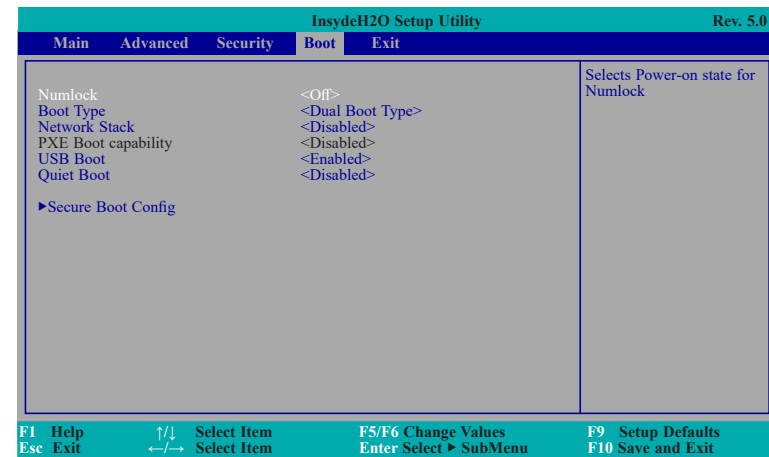 InsydeH2O Setup Utility Rev. 5.0
Main Advanced Security Boot Exit
Numlock <Off>
Boot Type <Dual Boot Type>
Network Stack <Disabled>
PXE Boot capability <Disabled>
USB Boot <Enabled>
Quiet Boot <Disabled>
▶Secure Boot Config
Selects Power-on state for
Numlock
F1 Help ↑/↓ Select Item F5/F6 Change Values F9 Setup Defaults
Esc Exit ←/→ Select Item Enter Select ▶ SubMenu F10 Save and Exit